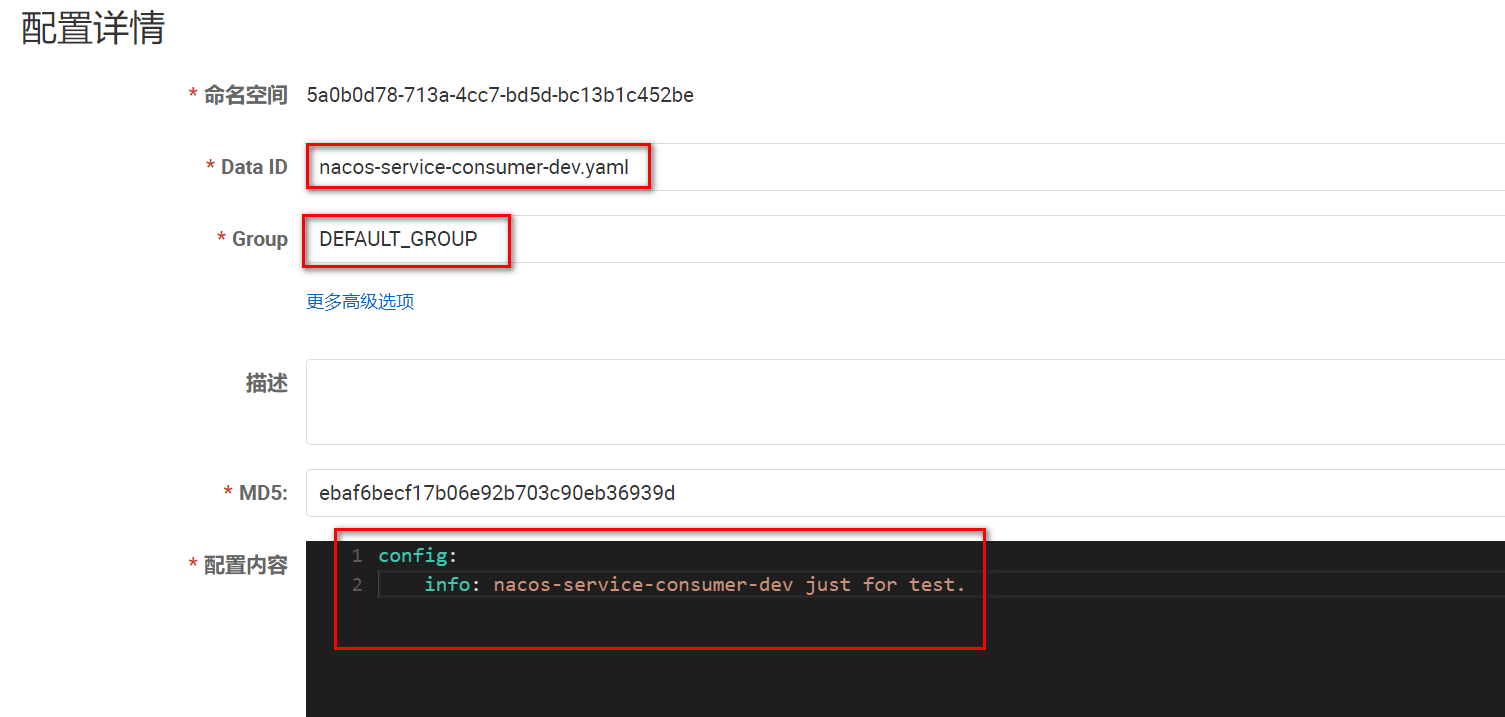 配置详情
* 命名空间 5a0b0d78-713a-4cc7-bd5d-bc13b1c452be
* Data ID nacos-service-consumer-dev.yaml
* Group DEFAULT_GROUP
更多高级选项
描述
* MD5: ebaf6becf17b06e92b703c90eb36939d
* 配置内容 1 config:
2 info: nacos-service-consumer-dev just for test.